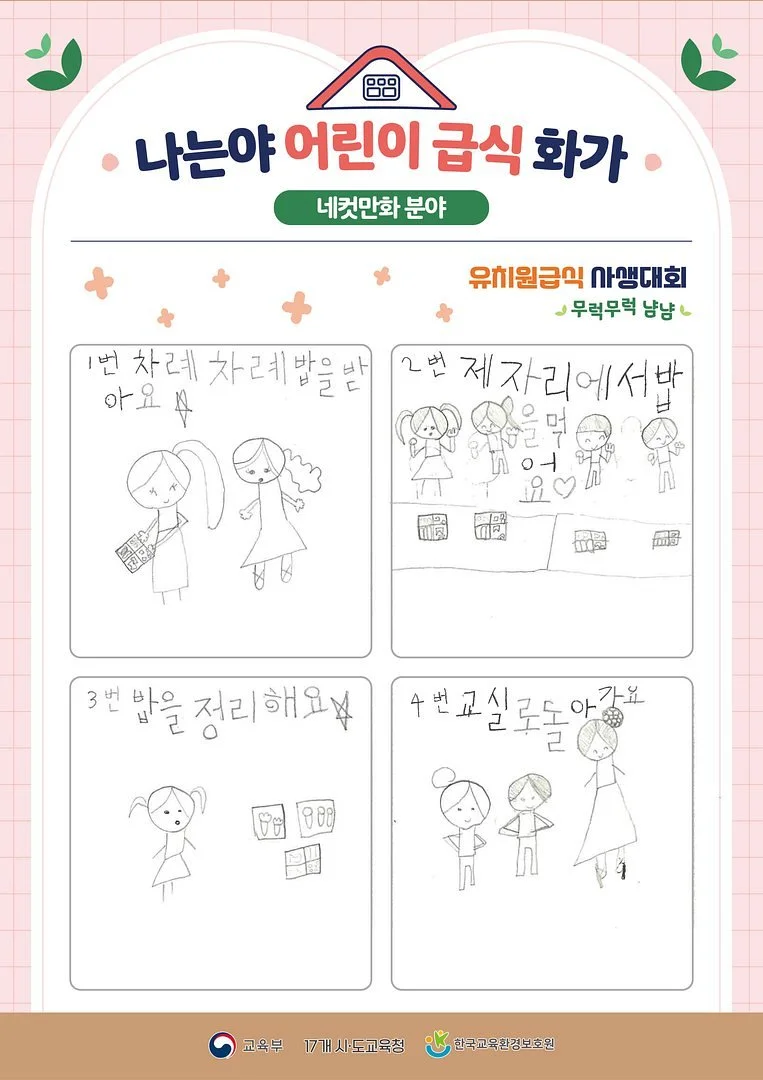 나는야 어린이 급식 화가
네컷만화 분야
유치원급식 사생대회
무럭무럭 냠냠
1번 차례 차례 밥을 받
아요
2번 제자리에서 밥
을 먹
어
요
3번 밥을 정리해요
4번 교실로 돌아가요
교육부 17개 시·도교육청 한국교육환경보호원